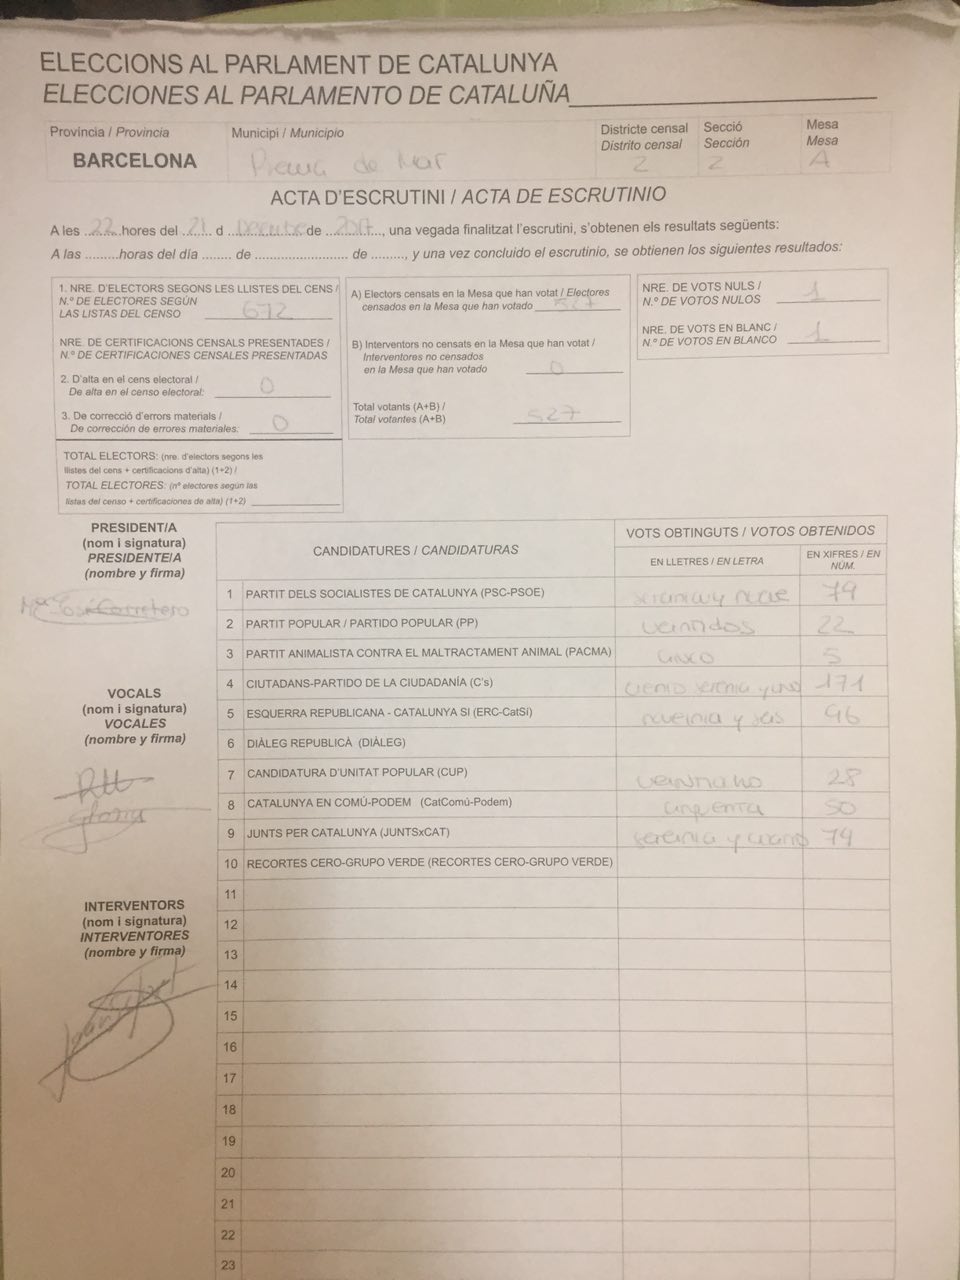 ELECCIONS AL PARLAMENT DE CATALUNYA
ELECCIONES AL PARLAMENTO DE CATALUÑA
Provincia / Provincia
BARCELONA
Municipi / Municipio
de Mar
Districte censal
Distrito censal
2
Secció
Sección
2
Mesa
Mesa
A
ACTA D'ESCRUTINI / ACTA DE ESCRUTINIO
A les ..22..hores del ..21.. d ............ de ..2017.., una vegada finalitzat l'escrutini, s'obtenen els resultats següents:
A las .........horas del día ....... de .......................... de .........., y una vez concluido el escrutinio, se obtienen los siguientes resultados:
1. NRE. D'ELECTORS SEGONS LES LLISTES DEL CENS /
N.º DE ELECTORES SEGÚN
LAS LISTAS DEL CENSO 672
NRE. DE CERTIFICACIONS CENSALS PRESENTADES /
N.º DE CERTIFICACIONES CENSALES PRESENTADAS
2. D'alta en el cens electoral /
De alta en el censo electoral: 0
3. De correcció d'errors materials /
De corrección de errores materiales: 0
TOTAL ELECTORS: (nre. d'electors segons les
llistes del cens + certificacions d'alta) (1+2) /
TOTAL ELECTORES: (nº electores según las
listas del censo + certificaciones de alta) (1+2)
A) Electors censats en la Mesa que han votat / Electores
censados en la Mesa que han votado 527
B) Interventors no censats en la Mesa que han votat /
Interventores no censados
en la Mesa que han votado 0
Total votants (A+B) /
Total votantes (A+B) 527
NRE. DE VOTS NULS /
N.º DE VOTOS NULOS 1
NRE. DE VOTS EN BLANC /
N.º DE VOTOS EN BLANCO 1
PRESIDENT/A
(nom i signatura)
PRESIDENTE/A
(nombre y firma)
Mª José Carretero
VOCALS
(nom i signatura)
VOCALES
(nombre y firma)
Gloria
INTERVENTORS
(nom i signatura)
INTERVENTORES
(nombre y firma)
CANDIDATURES / CANDIDATURAS
VOTS OBTINGUTS / VOTOS OBTENIDOS
EN LLETRES / EN LETRA
EN XIFRES / EN NÚM.
1 PARTIT DELS SOCIALISTES DE CATALUNYA (PSC-PSOE) setenta y nueve 79
2 PARTIT POPULAR / PARTIDO POPULAR (PP) veintidos 22
3 PARTIT ANIMALISTA CONTRA EL MALTRACTAMENT ANIMAL (PACMA) cinco 5
4 CIUTADANS-PARTIDO DE LA CIUDADANÍA (C's) ciento setenta y uno 171
5 ESQUERRA REPUBLICANA - CATALUNYA SI (ERC-CatSí) noventa y seis 96
6 DIÀLEG REPUBLICÀ (DIÀLEG)
7 CANDIDATURA D'UNITAT POPULAR (CUP) veintiocho 28
8 CATALUNYA EN COMÚ-PODEM (CatComú-Podem) cinquenta 50
9 JUNTS PER CATALUNYA (JUNTSxCAT) setenta y cuatro 74
10 RECORTES CERO-GRUPO VERDE (RECORTES CERO-GRUPO VERDE)
11
12
13
14
15
16
17
18
19
20
21
22
23